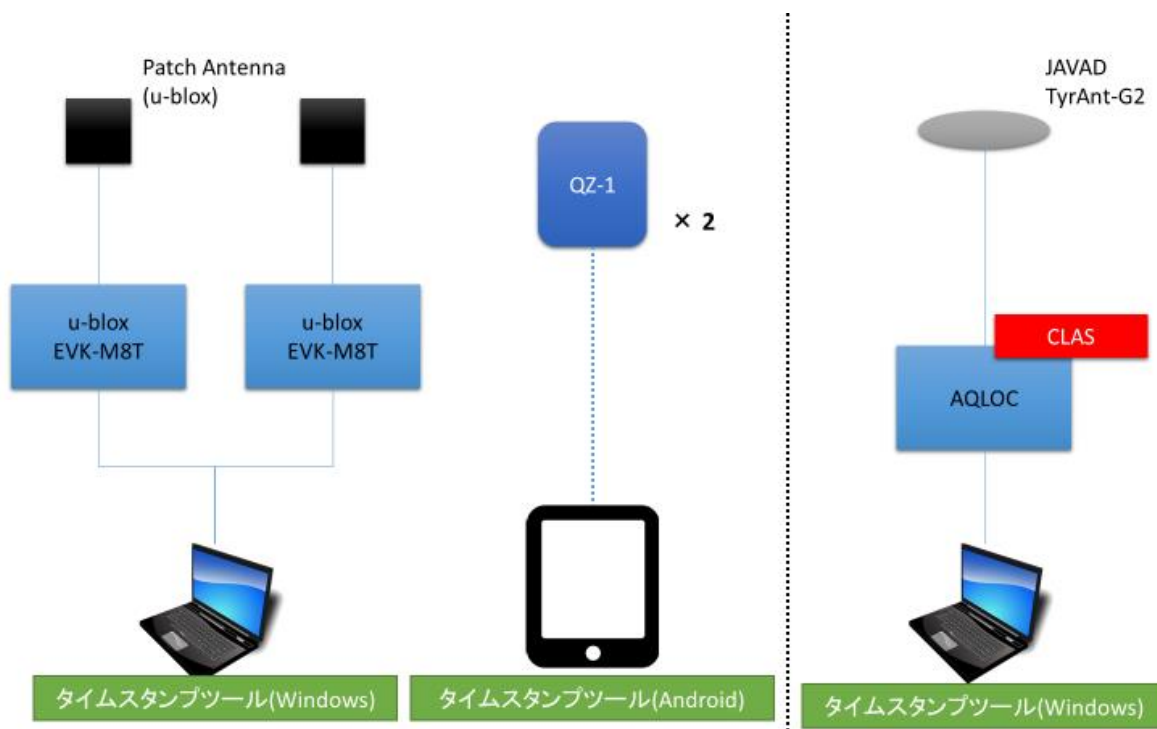 Patch Antenna
(u-blox)
u-blox
EVK-M8T
u-blox
EVK-M8T
タイムスタンプツール(Windows)
QZ-1
× 2
タイムスタンプツール(Android)
JAVAD
TyrAnt-G2
CLAS
AQLOC
タイムスタンプツール(Windows)